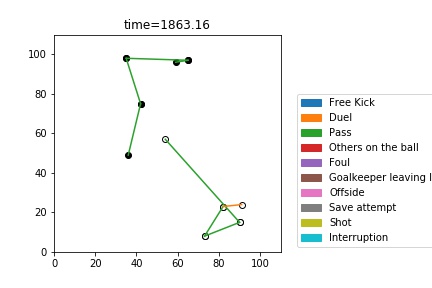 time=1863.16
100
80
60
40
20
0
0 20 40 60 80 100
Free Kick
Duel
Pass
Others on the ball
Foul
Goalkeeper leaving l
Offside
Save attempt
Shot
Interruption